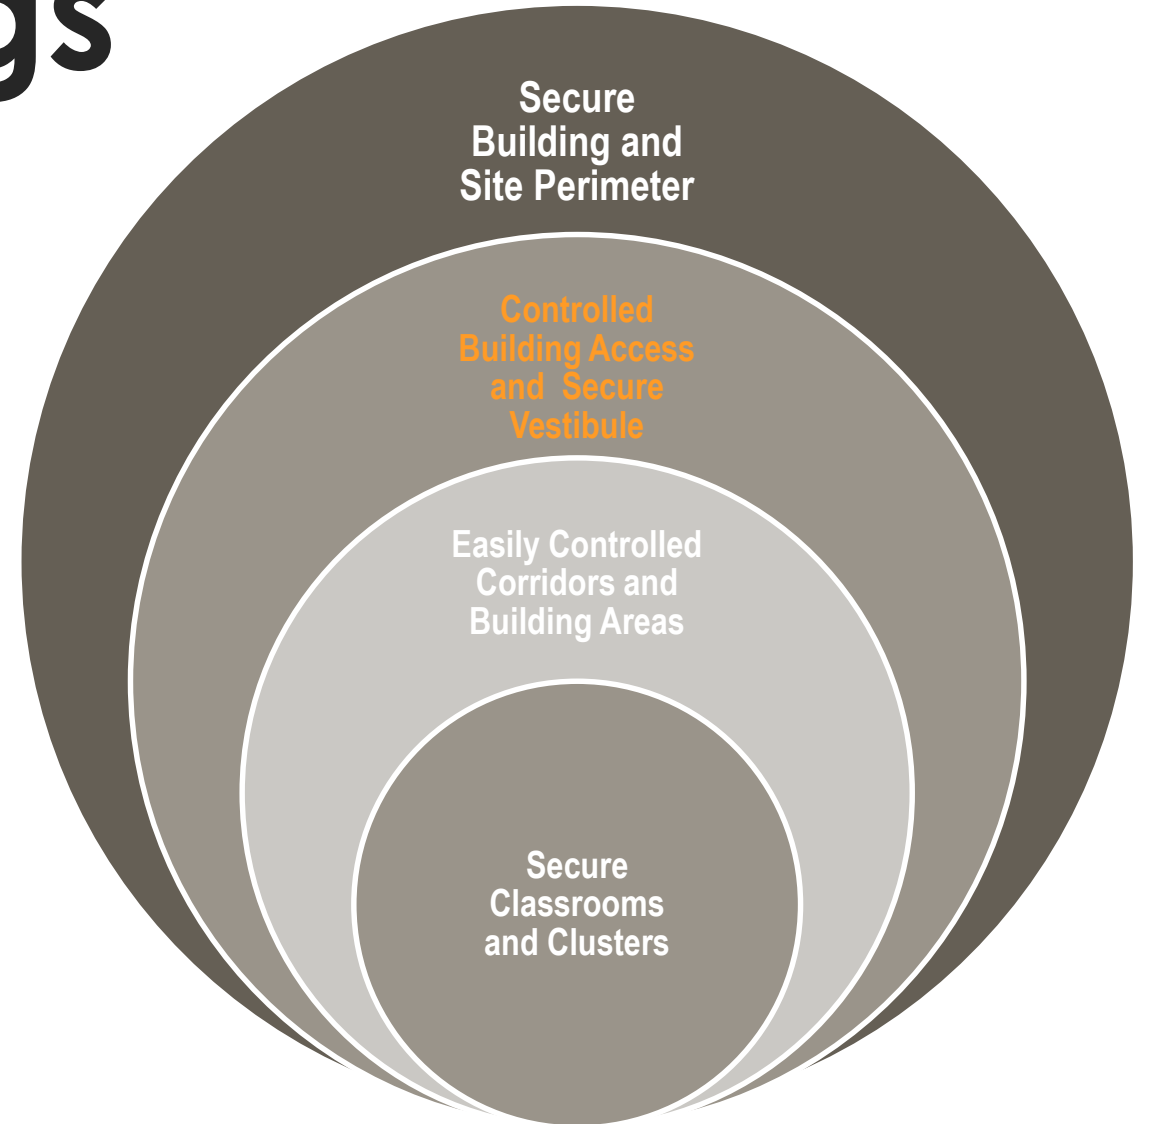 gs
Secure
Building and
Site Perimeter
Controlled
Building Access
and  Secure
Vestibule
Easily Controlled
Corridors and
Building Areas
Secure
Classrooms
and Clusters